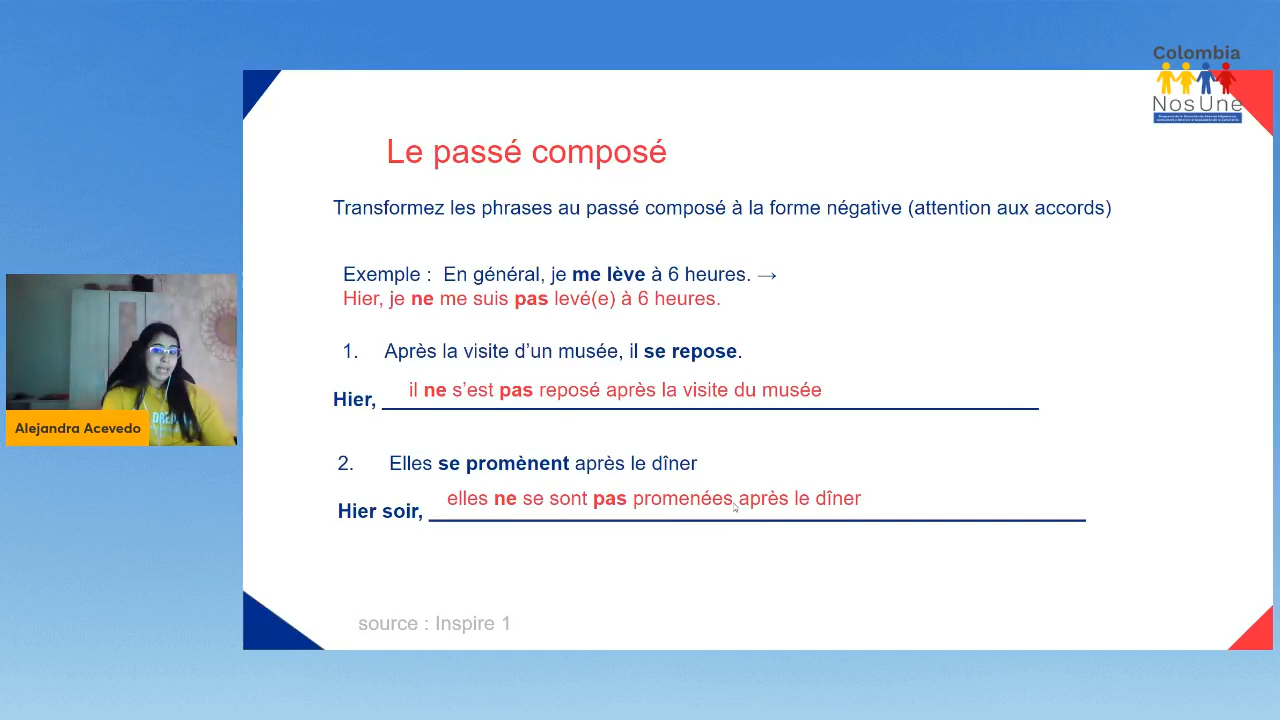 Colombia
NosUne
Le passé composé
Transformez les phrases au passé composé à la forme négative (attention aux accords)
Exemple : En général, je me lève à 6 heures. →
Hier, je ne me suis pas levé(e) à 6 heures.
1. Après la visite d’un musée, il se repose.
Hier, il ne s’est pas reposé après la visite du musée
2. Elles se promènent après le dîner
Hier soir, elles ne se sont pas promenées après le dîner
source : Inspire 1
Alejandra Acevedo